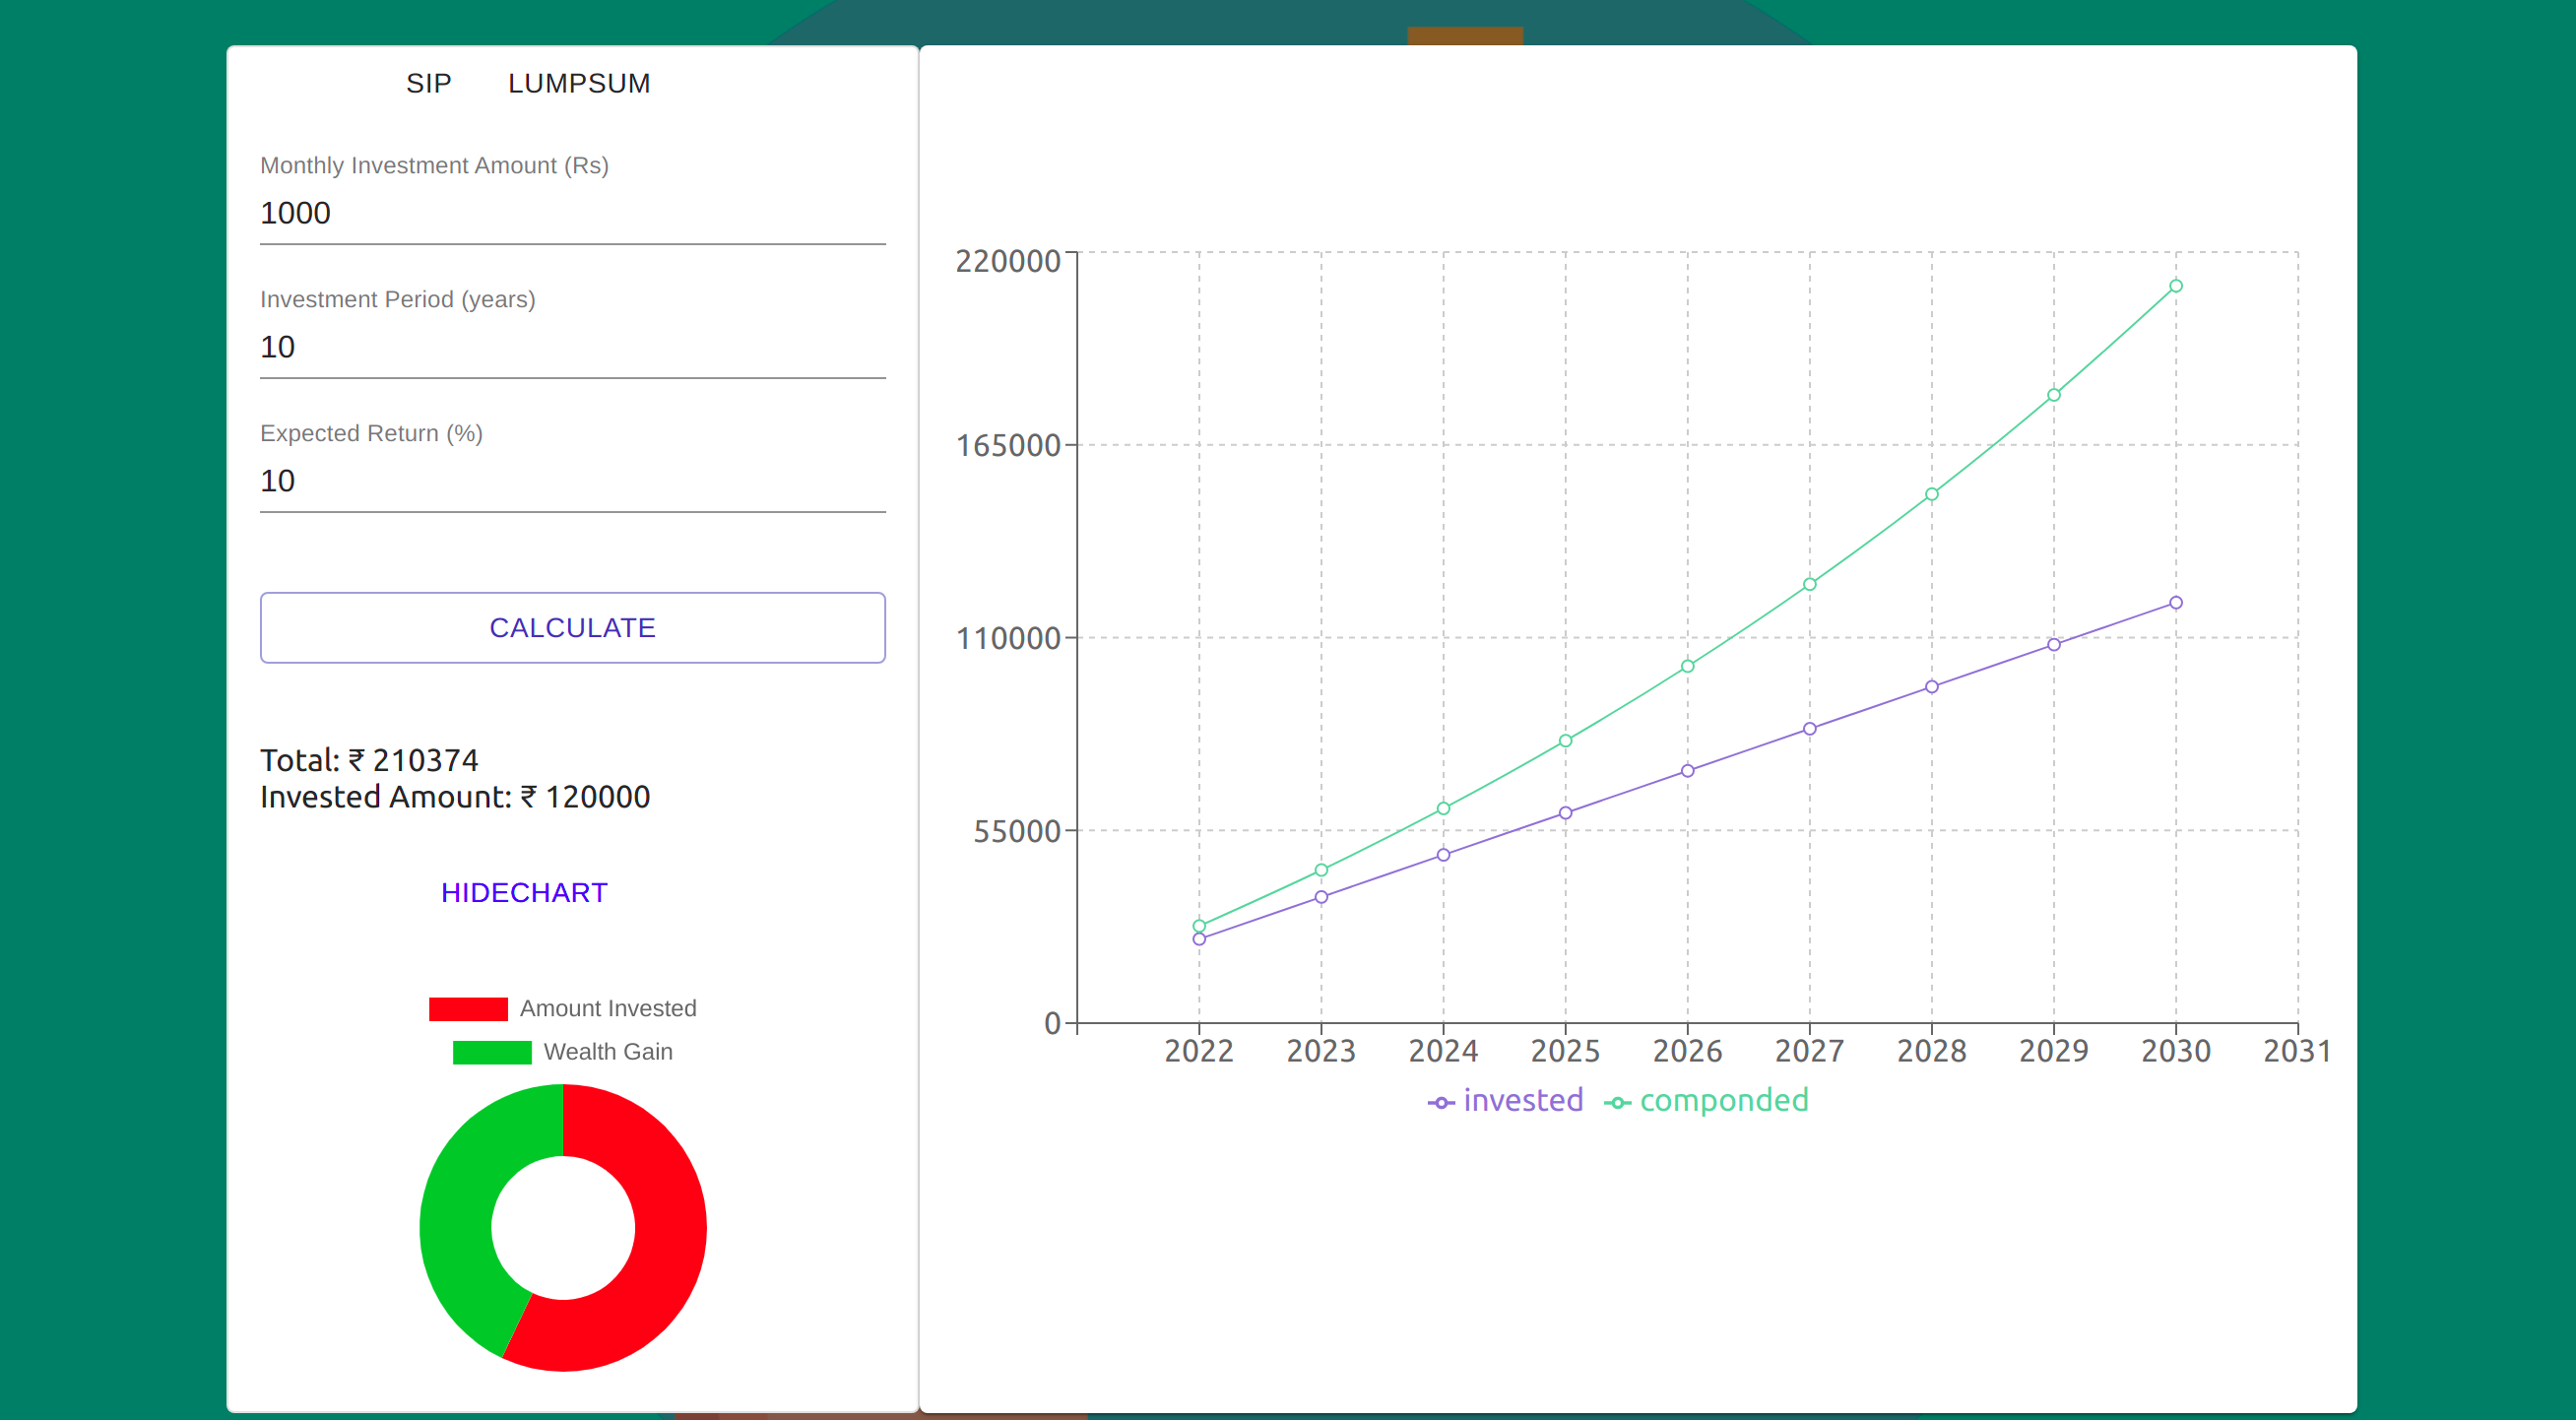 SIP LUMPSUM
Monthly Investment Amount (Rs)
1000
Investment Period (years)
10
Expected Return (%)
10
CALCULATE
Total: ₹ 210374
Invested Amount: ₹ 120000
HIDECHART
Amount Invested
Wealth Gain
220000
165000
110000
55000
0
2022 2023 2024 2025 2026 2027 2028 2029 2030 2031
invested componded